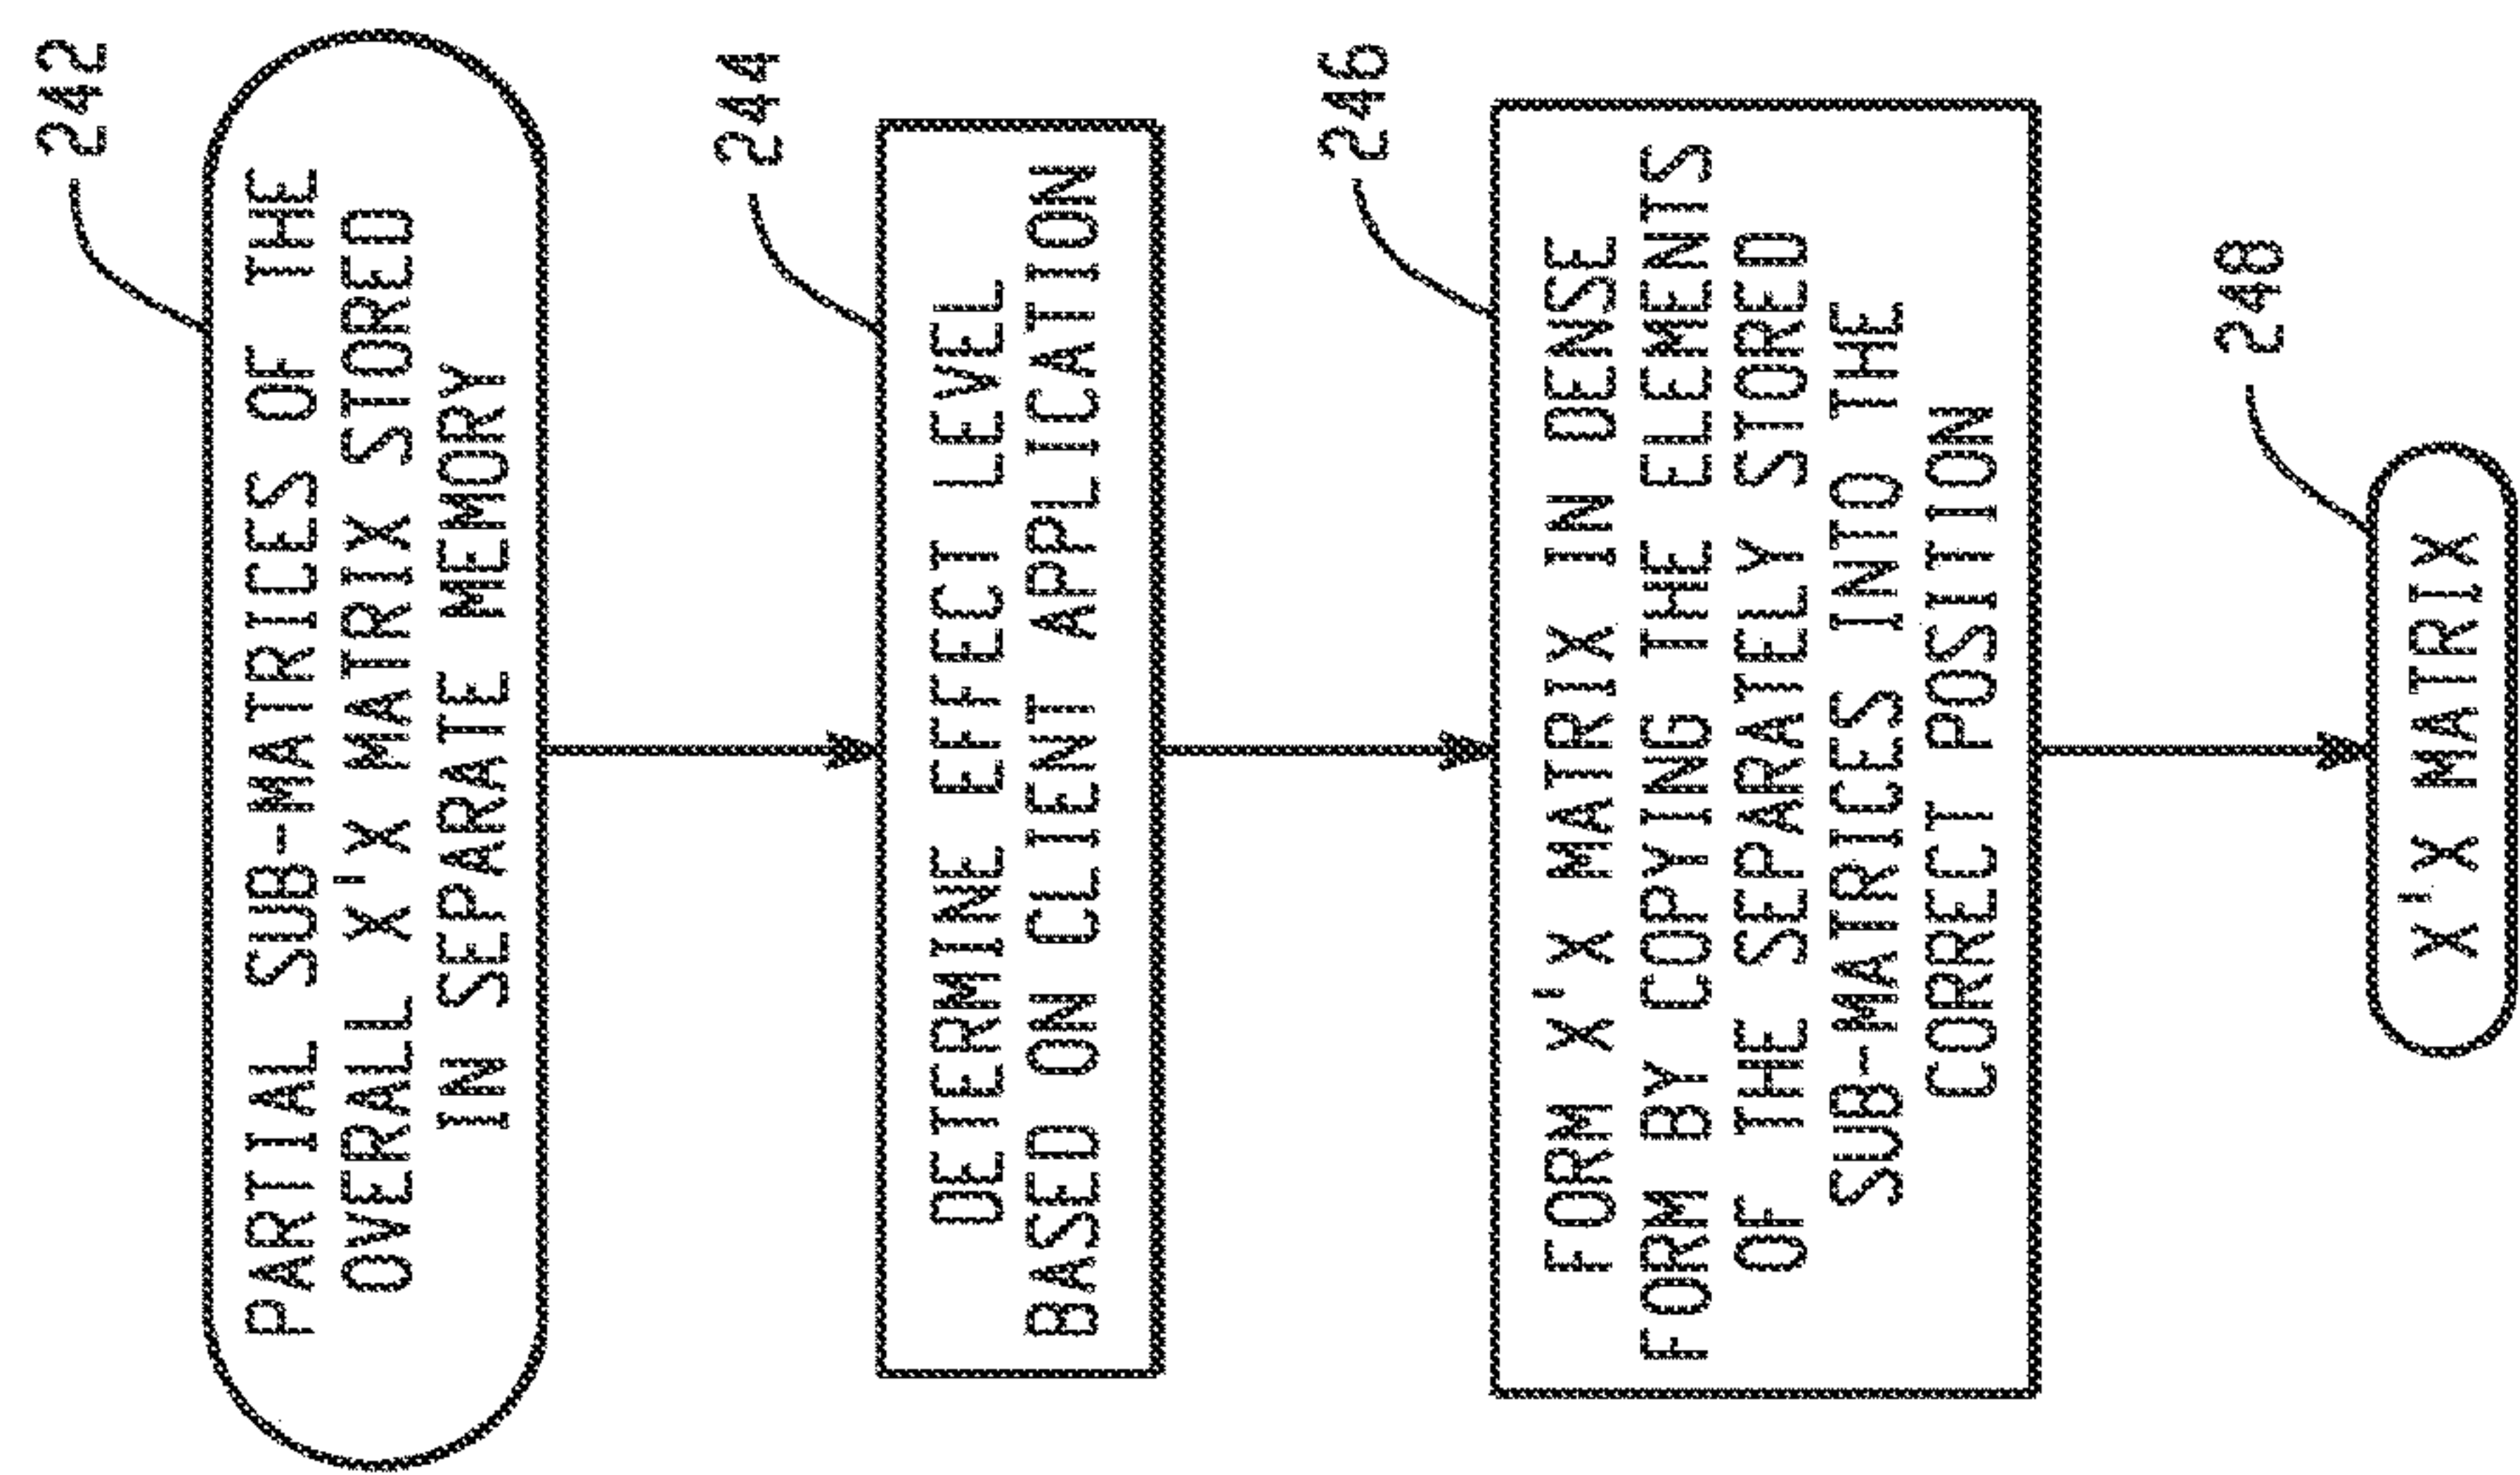 242
PARTIAL SUB-MATRICES OF THE
OVERALL X'X MATRIX STORED
IN SEPARATE MEMORY
244
DETERMINE EFFECT LEVEL
BASED ON CLIENT APPLICATION
246
FORM X'X MATRIX IN DENSE
FORM BY COPYING THE ELEMENTS
OF THE SEPARATELY STORED
SUB-MATRICES INTO THE
CORRECT POSITION
248
X'X MATRIX